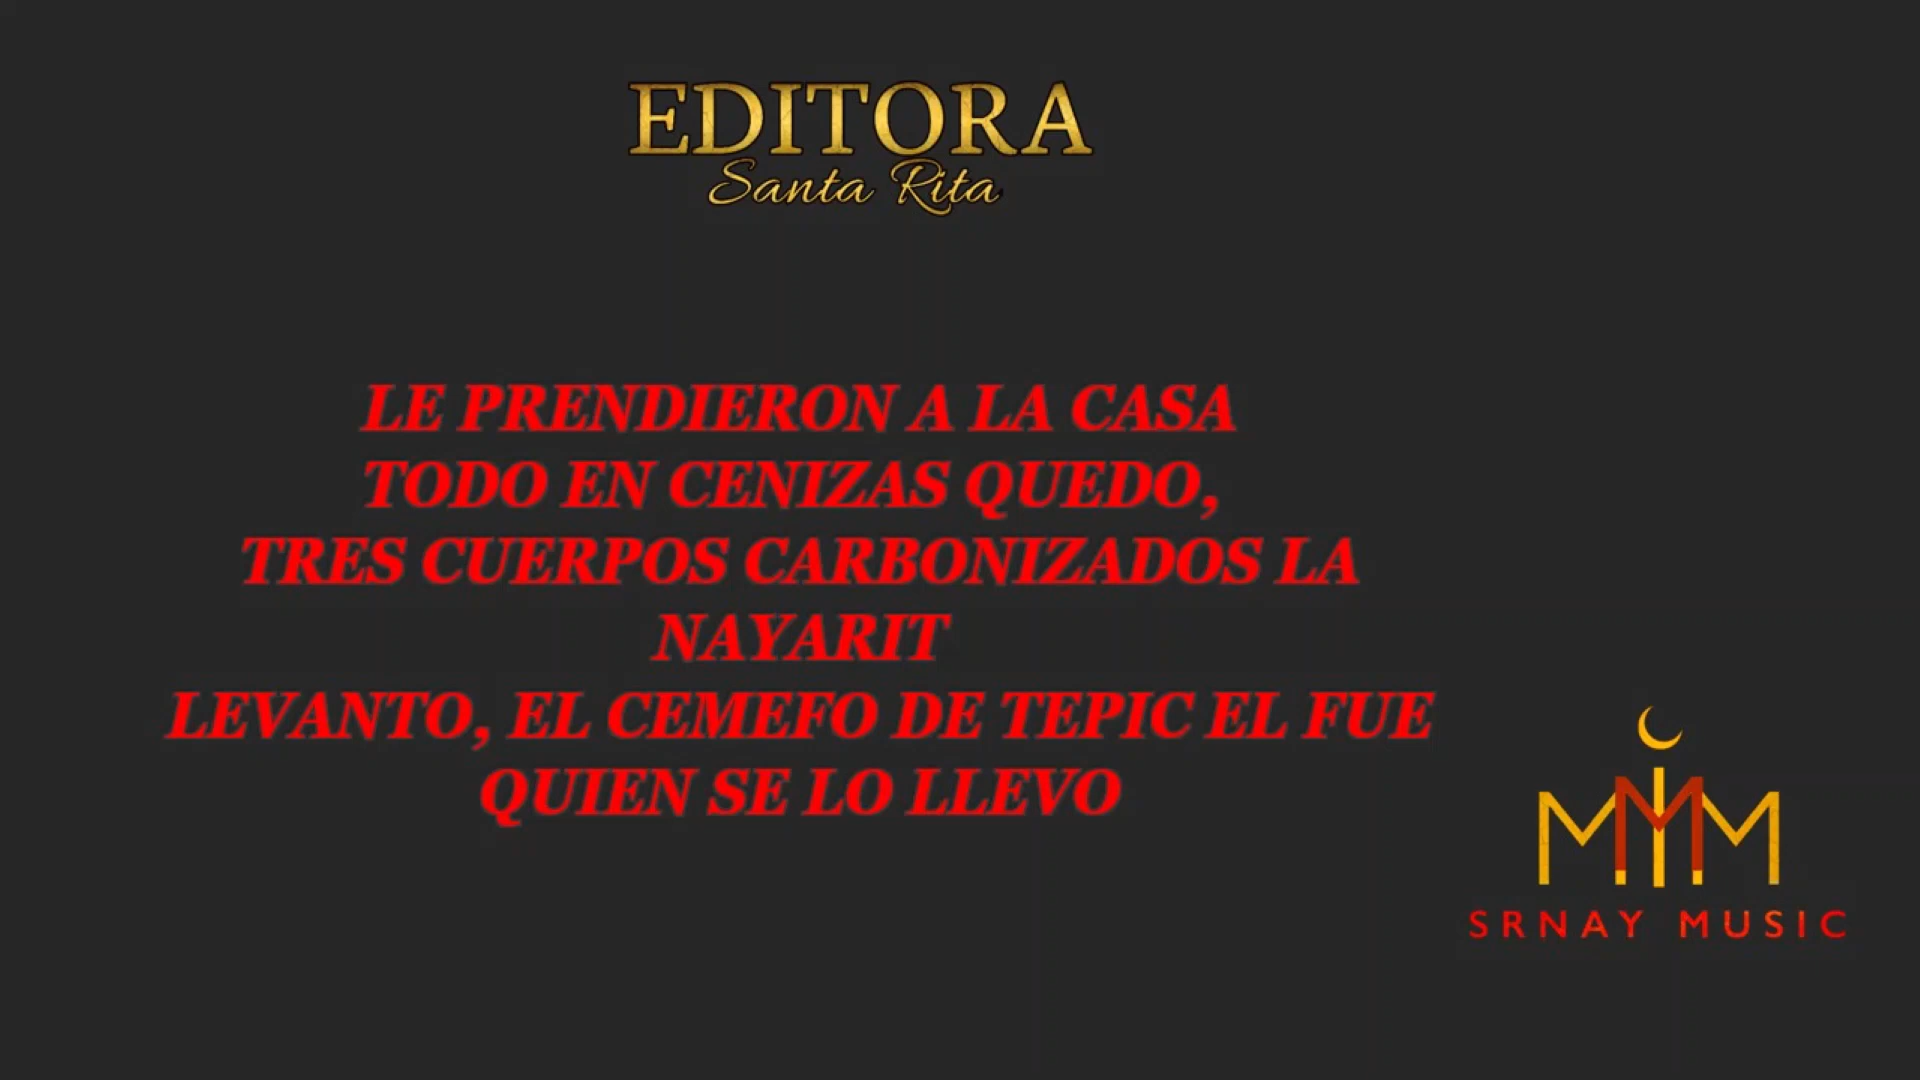 EDITORA
Santa Rita
LE PRENDIERON A LA CASA
TODO EN CENIZAS QUEDO,
TRES CUERPOS CARBONIZADOS LA
NAYARIT
LEVANTO, EL CEMEFO DE TEPIC EL FUE
QUIEN SE LO LLEVO
SRNAY MUSIC